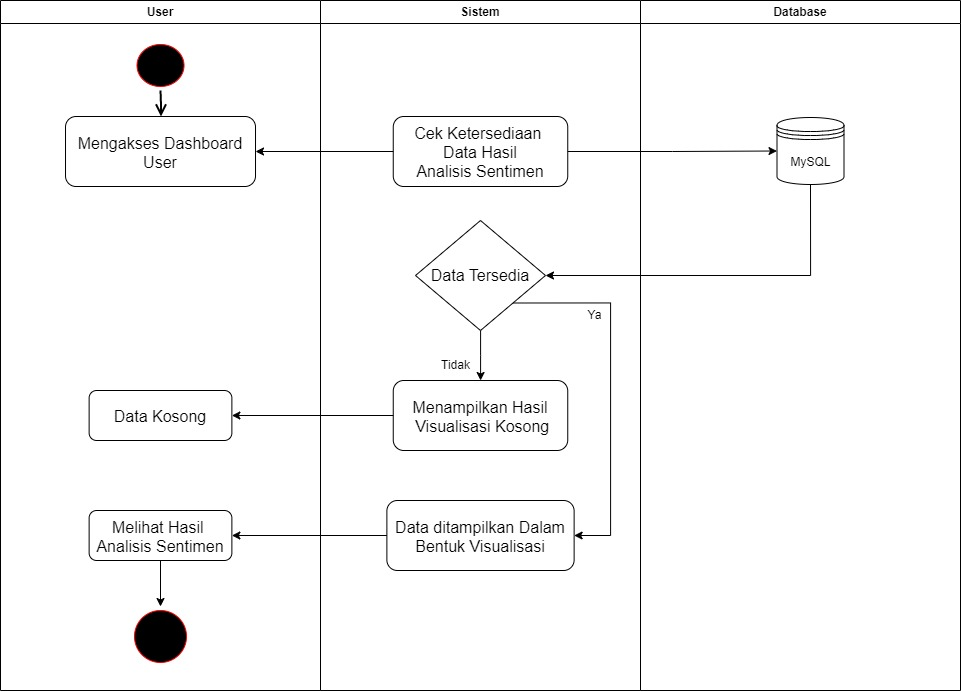 User
Sistem
Database
Mengakses Dashboard
User
Cek Ketersediaan
Data Hasil
Analisis Sentimen
MySQL
Data Tersedia
Ya
Tidak
Data Kosong
Menampilkan Hasil
Visualisasi Kosong
Melihat Hasil
Analisis Sentimen
Data ditampilkan Dalam
Bentuk Visualisasi